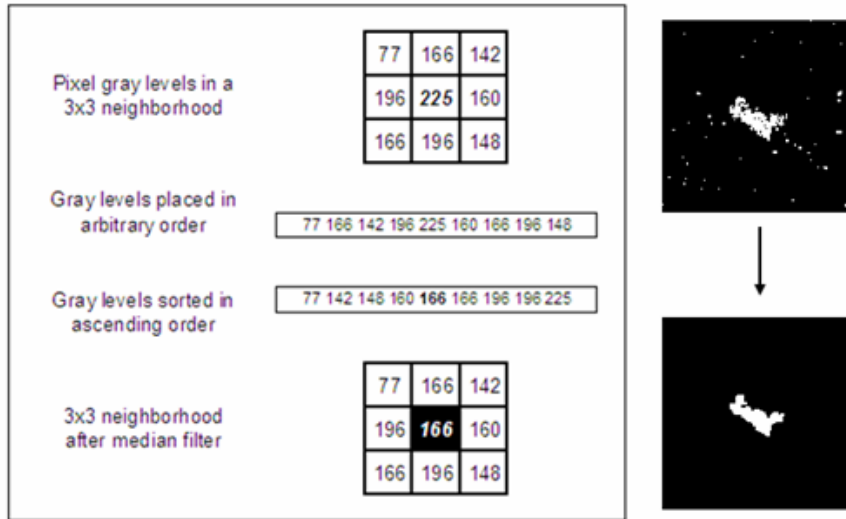 Pixel gray levels in a
3x3 neighborhood
77 166 142
196 225 160
166 196 148
Gray levels placed in
arbitrary order
77 166 142 196 225 160 166 196 148
Gray levels sorted in
ascending order
77 142 148 160 166 166 196 196 225
3x3 neighborhood
after median filter
77 166 142
196 166 160
166 196 148